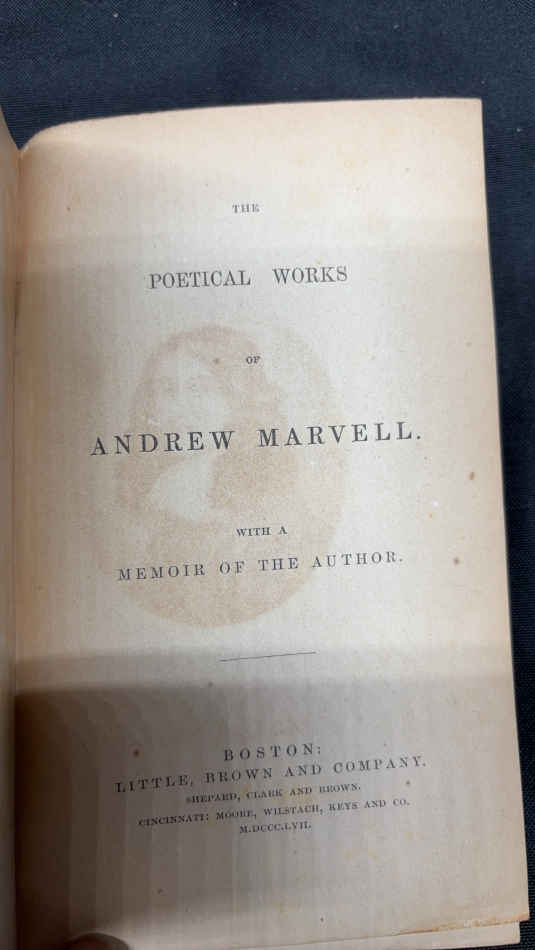 THE
POETICAL WORKS
OF
ANDREW MARVELL.
WITH A
MEMOIR OF THE AUTHOR.
BOSTON:
LITTLE, BROWN AND COMPANY.
SHEPARD, CLARK AND BROWN.
CINCINNATI: MOORE, WILSTACH, KEYS AND CO.
M.DCCC.LVII.